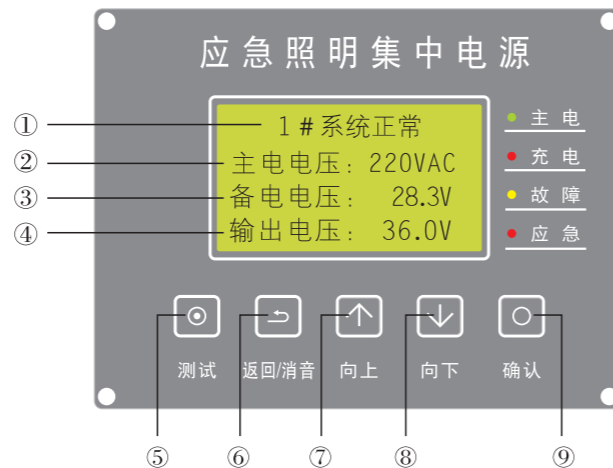 应急照明集中电源
① 1#系统正常
② 主电电压: 220VAC
③ 备电电压: 28.3V
④ 输出电压: 36.0V
主电
充电
故障
应急
测试 返回/消音 向上 向下 确认
⑤ ⑥ ⑦ ⑧ ⑨